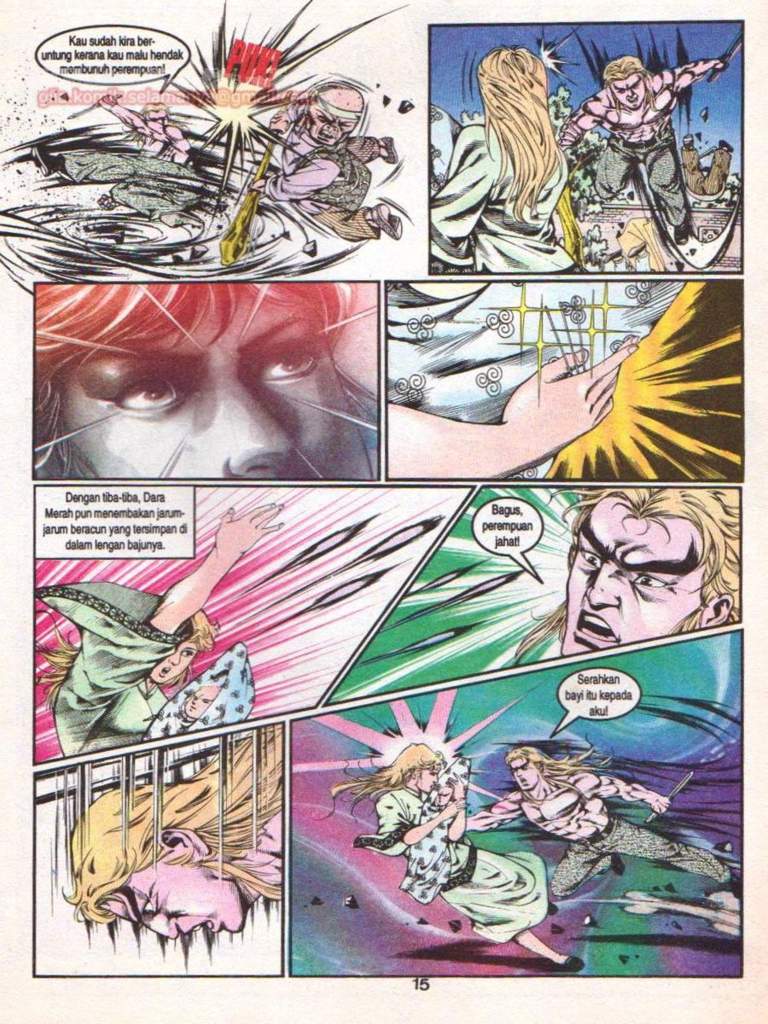 Kau sudah kira ber-
untung kerana kau malu hendak
membunuh perempuan!
PUK!
Dengan tiba-tiba, Dara
Merah pun menembakan jarum-
jarum beracun yang tersimpan di
dalam lengan bajunya.
Bagus,
perempuan
jahat!
Serahkan
bayi itu kepada
aku!
15